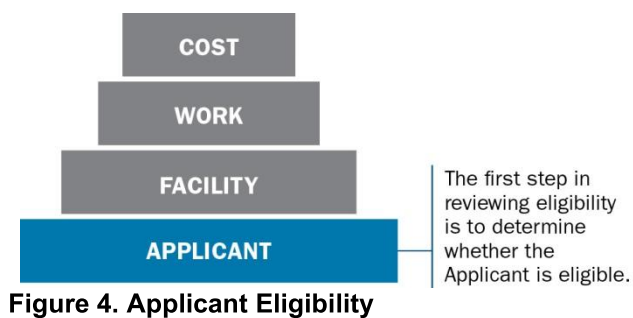 COST
WORK
FACILITY
APPLICANT
The first step in
reviewing eligibility
is to determine
whether the
Applicant is eligible.
Figure 4. Applicant Eligibility